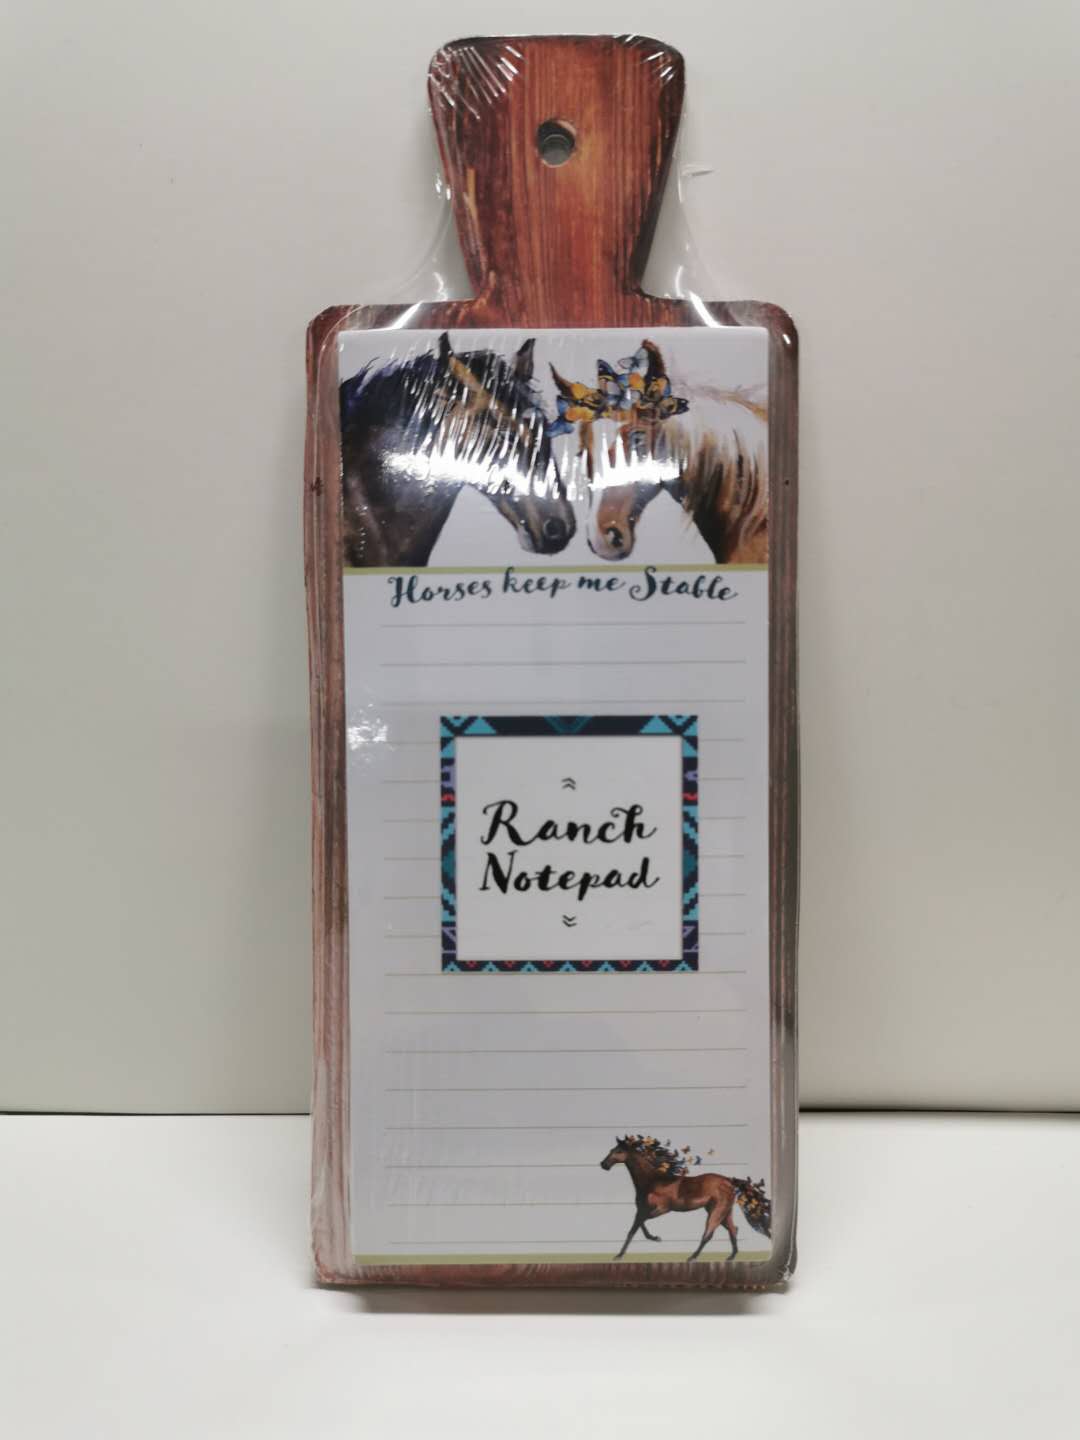 Horses keep me Stable
Ranch
Notepad